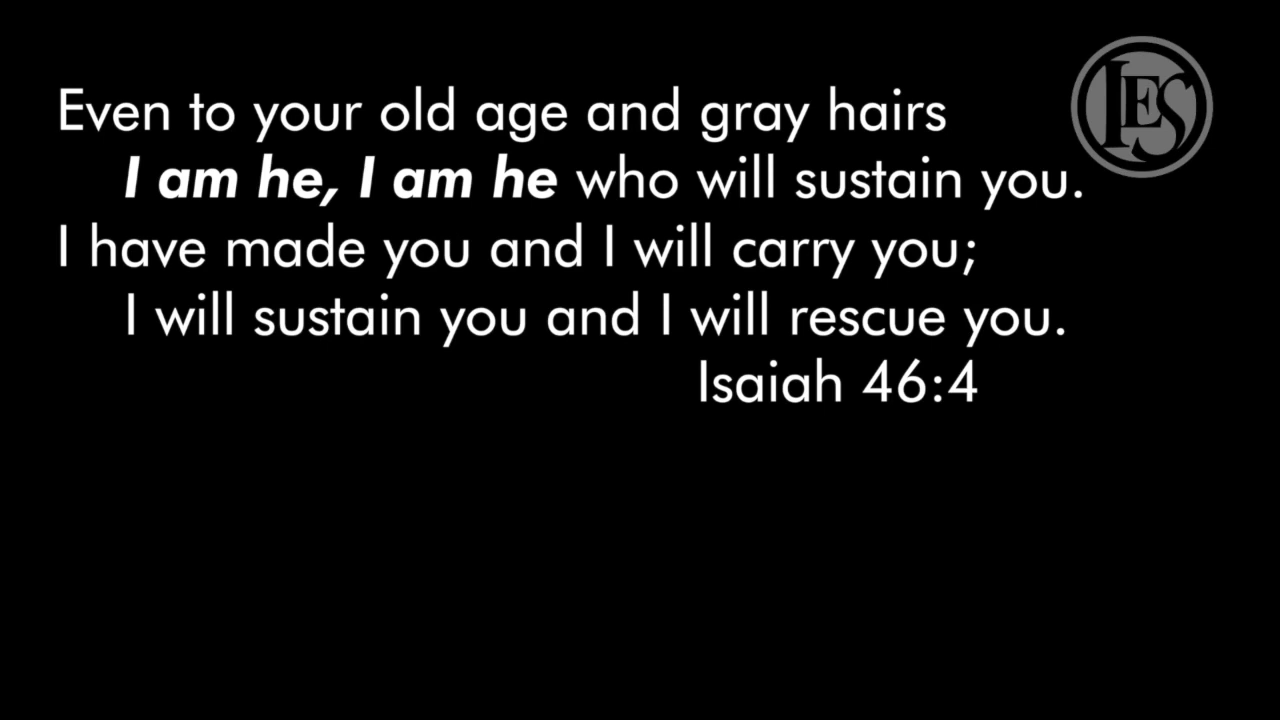 LES
Even to your old age and gray hairs
I am he, I am he who will sustain you.
I have made you and I will carry you;
I will sustain you and I will rescue you.
Isaiah 46:4